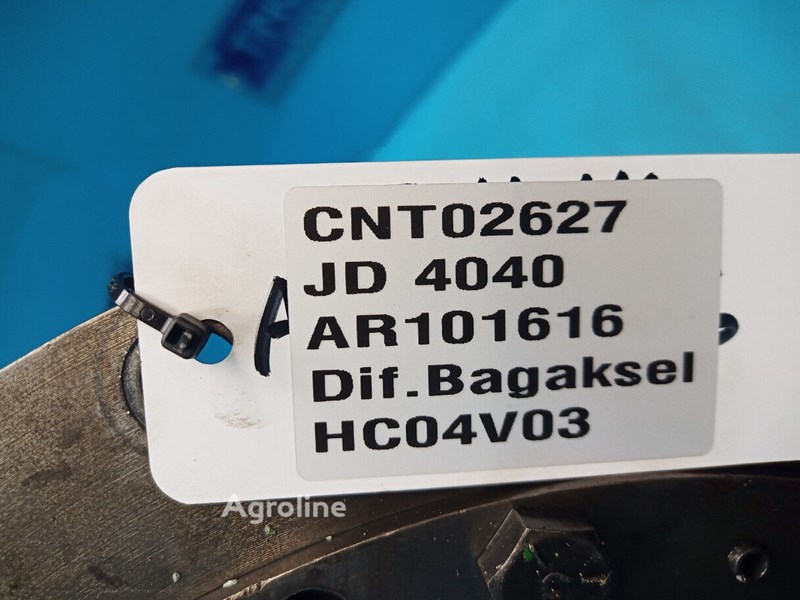 CNT02627
JD 4040
AR101616
Dif.Bagaksel
HC04V03
Agroline